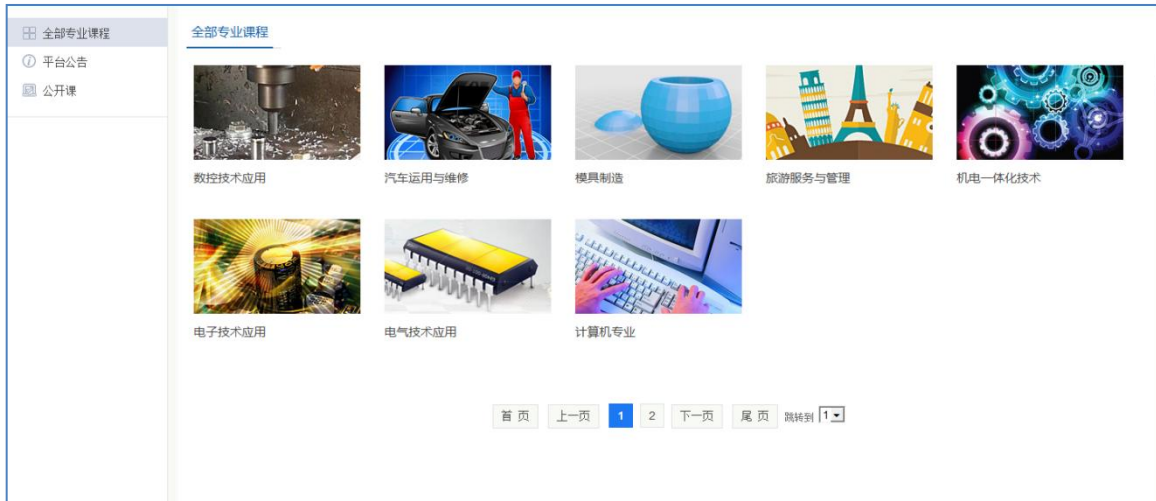 全部专业课程
平台公告
公开课
全部专业课程
数控技术应用
汽车运用与维修
模具制造
旅游服务与管理
机电一体化技术
电子技术应用
电气技术应用
计算机专业
首 页 上一页 1 2 下一页 尾 页 跳转到 1